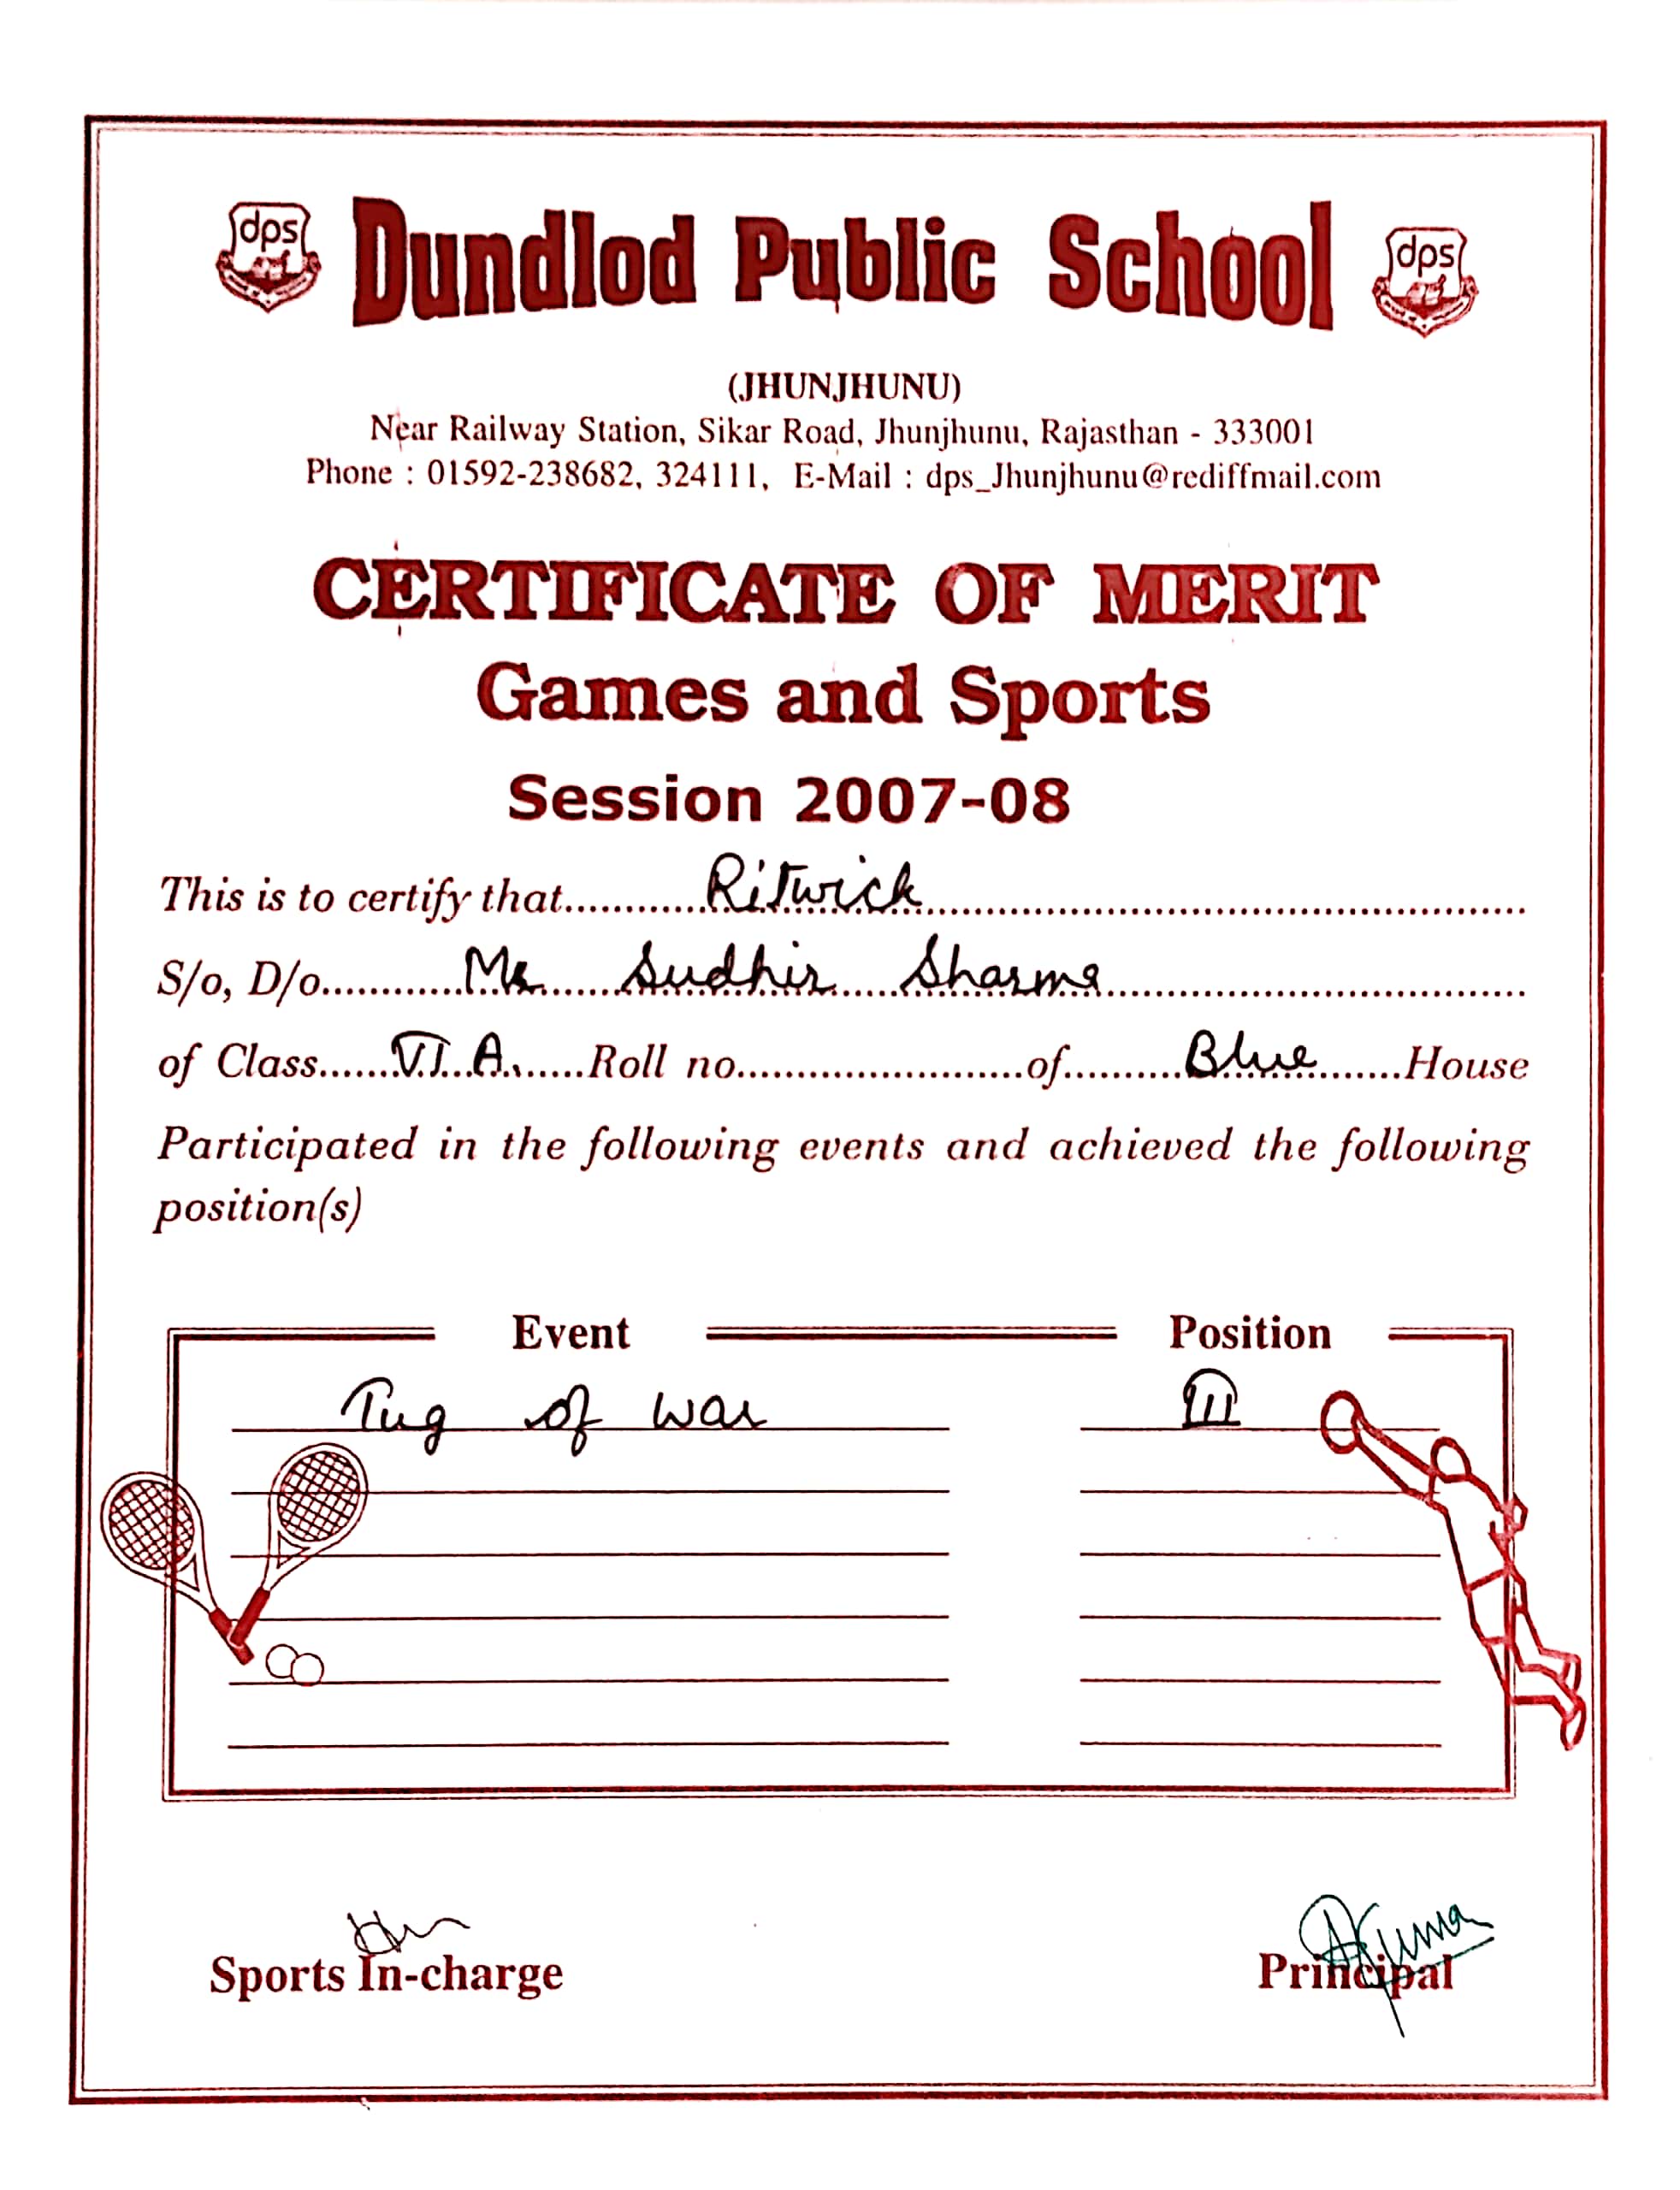 dps Dundlod Public School dps
(JHUNJHUNU)
Near Railway Station, Sikar Road, Jhunjhunu, Rajasthan - 333001
Phone : 01592-238682, 324111, E-Mail : dps_Jhunjhunu@rediffmail.com
CERTIFICATE OF MERIT
Games and Sports
Session 2007-08
This is to certify that............Ritwick..............................
S/o, D/o............Mr Sudhir Sharma..............................
of Class......VI A.......Roll no........................of..........Blue.......House
Participated in the following events and achieved the following
position(s)
Event Position
Tug of war III
Sports In-charge Principal